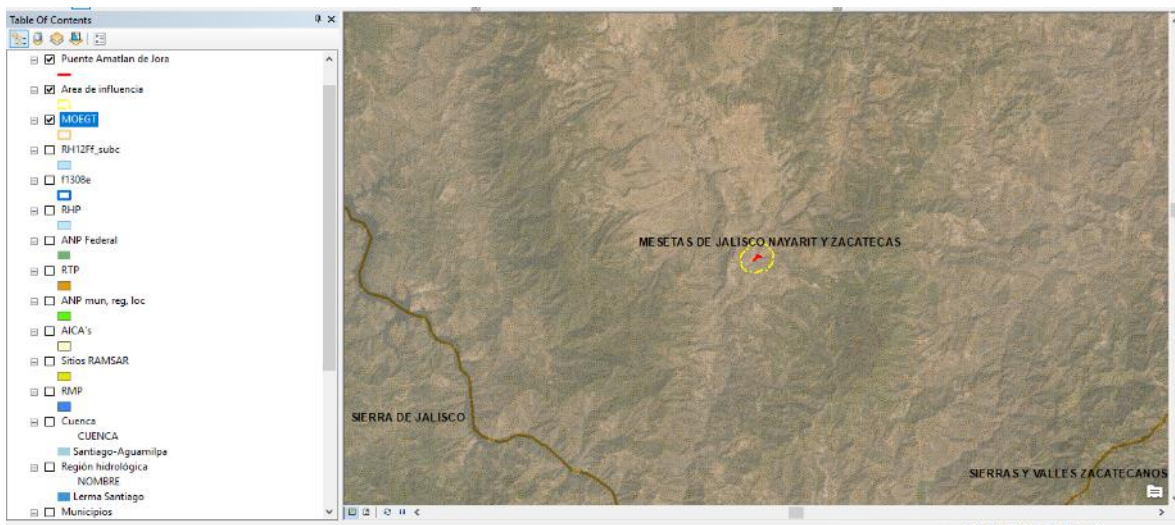 Table Of Contents
Puente Amatlan de Jora
Area de influencia
MOEGT
RH12Ff_subc
f1308e
RHP
ANP Federal
RTP
ANP mun, reg, loc
AICA's
Sitios RAMSAR
RMP
Cuenca
CUENCA
Santiago-Aguamilpa
Región hidrológica
NOMBRE
Lerma Santiago
Municipios
MESETAS DE JALISCO NAYARIT Y ZACATECAS
SIERRA DE JALISCO
SIERRAS Y VALLES ZACATECANOS